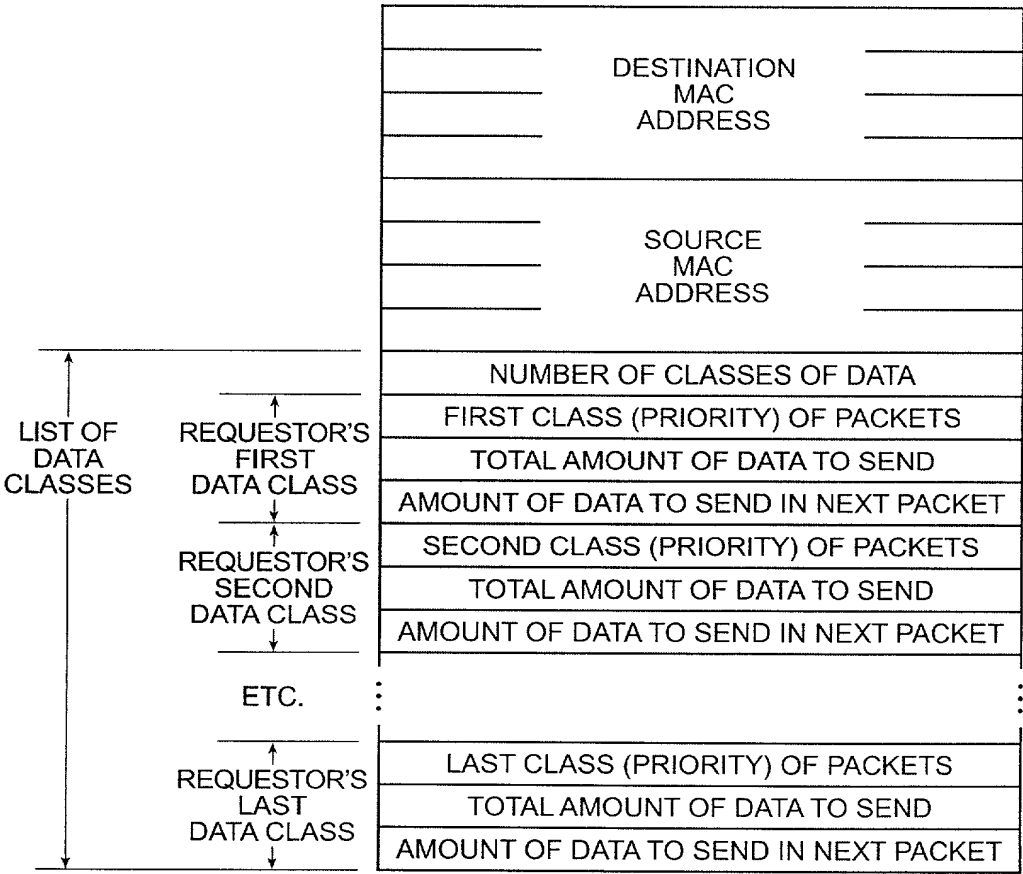 DESTINATION
MAC
ADDRESS
SOURCE
MAC
ADDRESS
NUMBER OF CLASSES OF DATA
LIST OF
DATA
CLASSES
REQUESTOR'S
FIRST
DATA CLASS
FIRST CLASS (PRIORITY) OF PACKETS
TOTAL AMOUNT OF DATA TO SEND
AMOUNT OF DATA TO SEND IN NEXT PACKET
REQUESTOR'S
SECOND
DATA CLASS
SECOND CLASS (PRIORITY) OF PACKETS
TOTAL AMOUNT OF DATA TO SEND
AMOUNT OF DATA TO SEND IN NEXT PACKET
ETC.
REQUESTOR'S
LAST
DATA CLASS
LAST CLASS (PRIORITY) OF PACKETS
TOTAL AMOUNT OF DATA TO SEND
AMOUNT OF DATA TO SEND IN NEXT PACKET